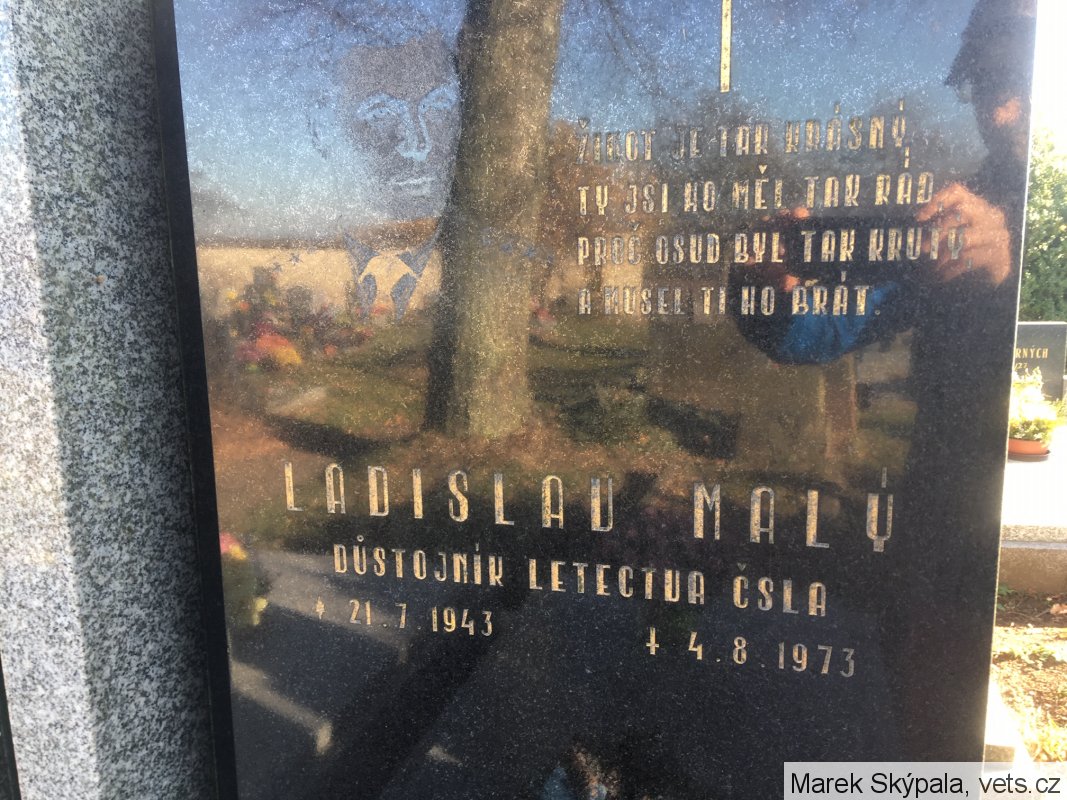 ŽIVOT JE TAK KRÁSNÝ,
TY JSI HO MĚL TAK RÁD
PROČ OSUD BYL TAK KRUTÝ,
A MUSEL TI HO BRÁT.
LADISLAV MALÝ
DŮSTOJNÍK LETECTVA ČSLA
* 21.7.1943
† 4.8.1973
Marek Skýpala, vets.cz